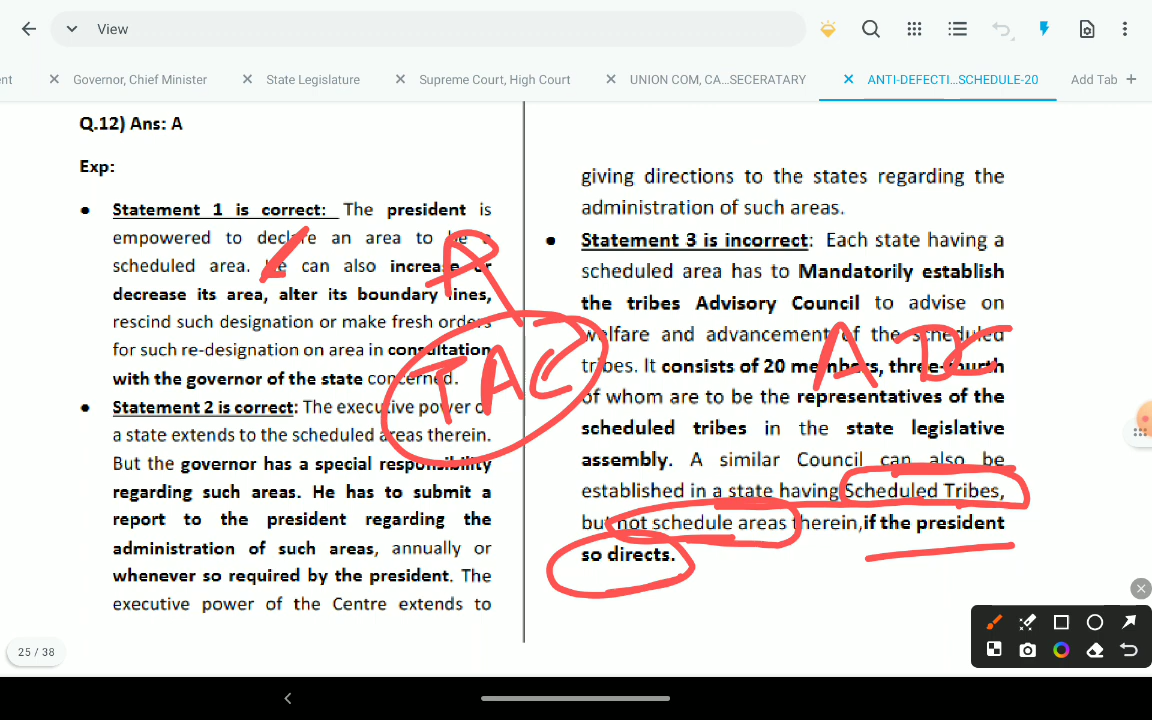 View
nt
Governor, Chief Minister
State Legislature
Supreme Court, High Court
UNION COM, CA...SECERATARY
ANTI-DEFECTI...SCHEDULE-20
Add Tab +
Q.12) Ans: A
Exp:
• Statement 1 is correct: The president is
empowered to declare an area to be a
scheduled area. He can also increase or
decrease its area, alter its boundary lines,
rescind such designation or make fresh orders
for such re-designation on area in consultation
with the governor of the state concerned.
• Statement 2 is correct: The executive power of
a state extends to the scheduled areas therein.
But the governor has a special responsibility
regarding such areas. He has to submit a
report to the president regarding the
administration of such areas, annually or
whenever so required by the president. The
executive power of the Centre extends to
giving directions to the states regarding the
administration of such areas.
• Statement 3 is incorrect: Each state having a
scheduled area has to Mandatorily establish
the tribes Advisory Council to advise on
welfare and advancement of the scheduled
tribes. It consists of 20 members, three-fourth
of whom are to be the representatives of the
scheduled tribes in the state legislative
assembly. A similar Council can also be
established in a state having Scheduled Tribes,
but not schedule areas therein, if the president
so directs.
TAC
25 / 38